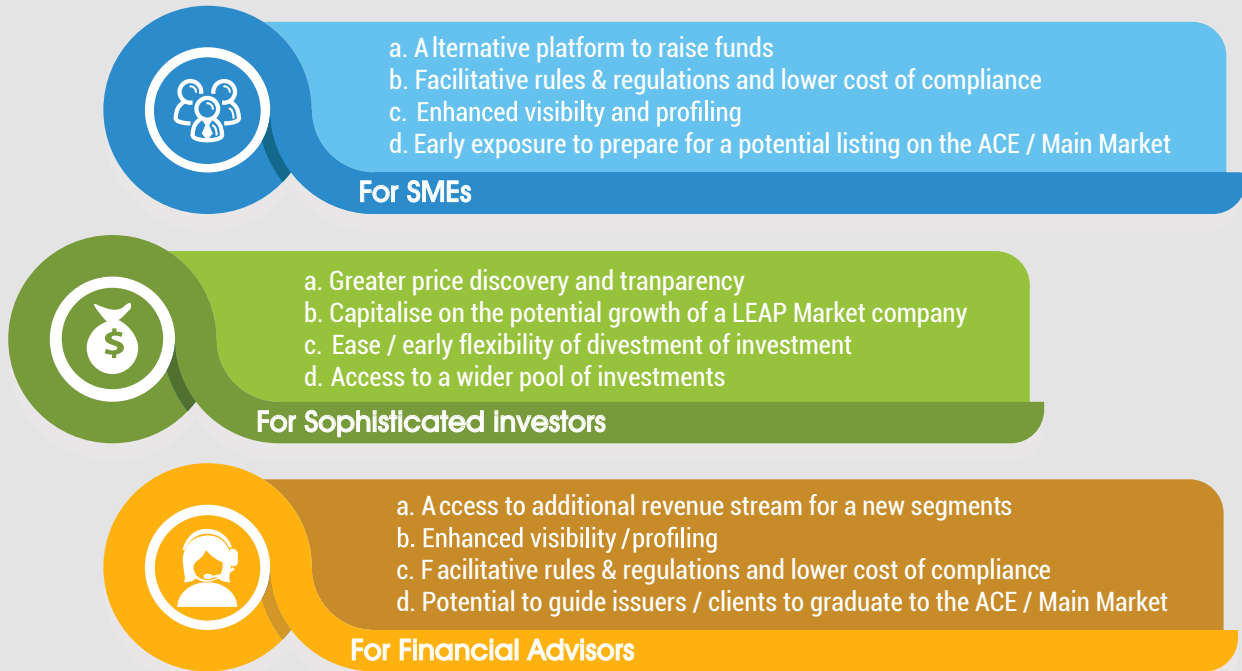 a. Alternative platform to raise funds
b. Facilitative rules & regulations and lower cost of compliance
c. Enhanced visibilty and profiling
d. Early exposure to prepare for a potential listing on the ACE / Main Market
For SMEs
a. Greater price discovery and tranparency
b. Capitalise on the potential growth of a LEAP Market company
c. Ease / early flexibility of divestment of investment
d. Access to a wider pool of investments
$
For Sophisticated investors
a. Access to additional revenue stream for a new segments
b. Enhanced visibility /profiling
c. Facilitative rules & regulations and lower cost of compliance
d. Potential to guide issuers / clients to graduate to the ACE / Main Market
For Financial Advisors